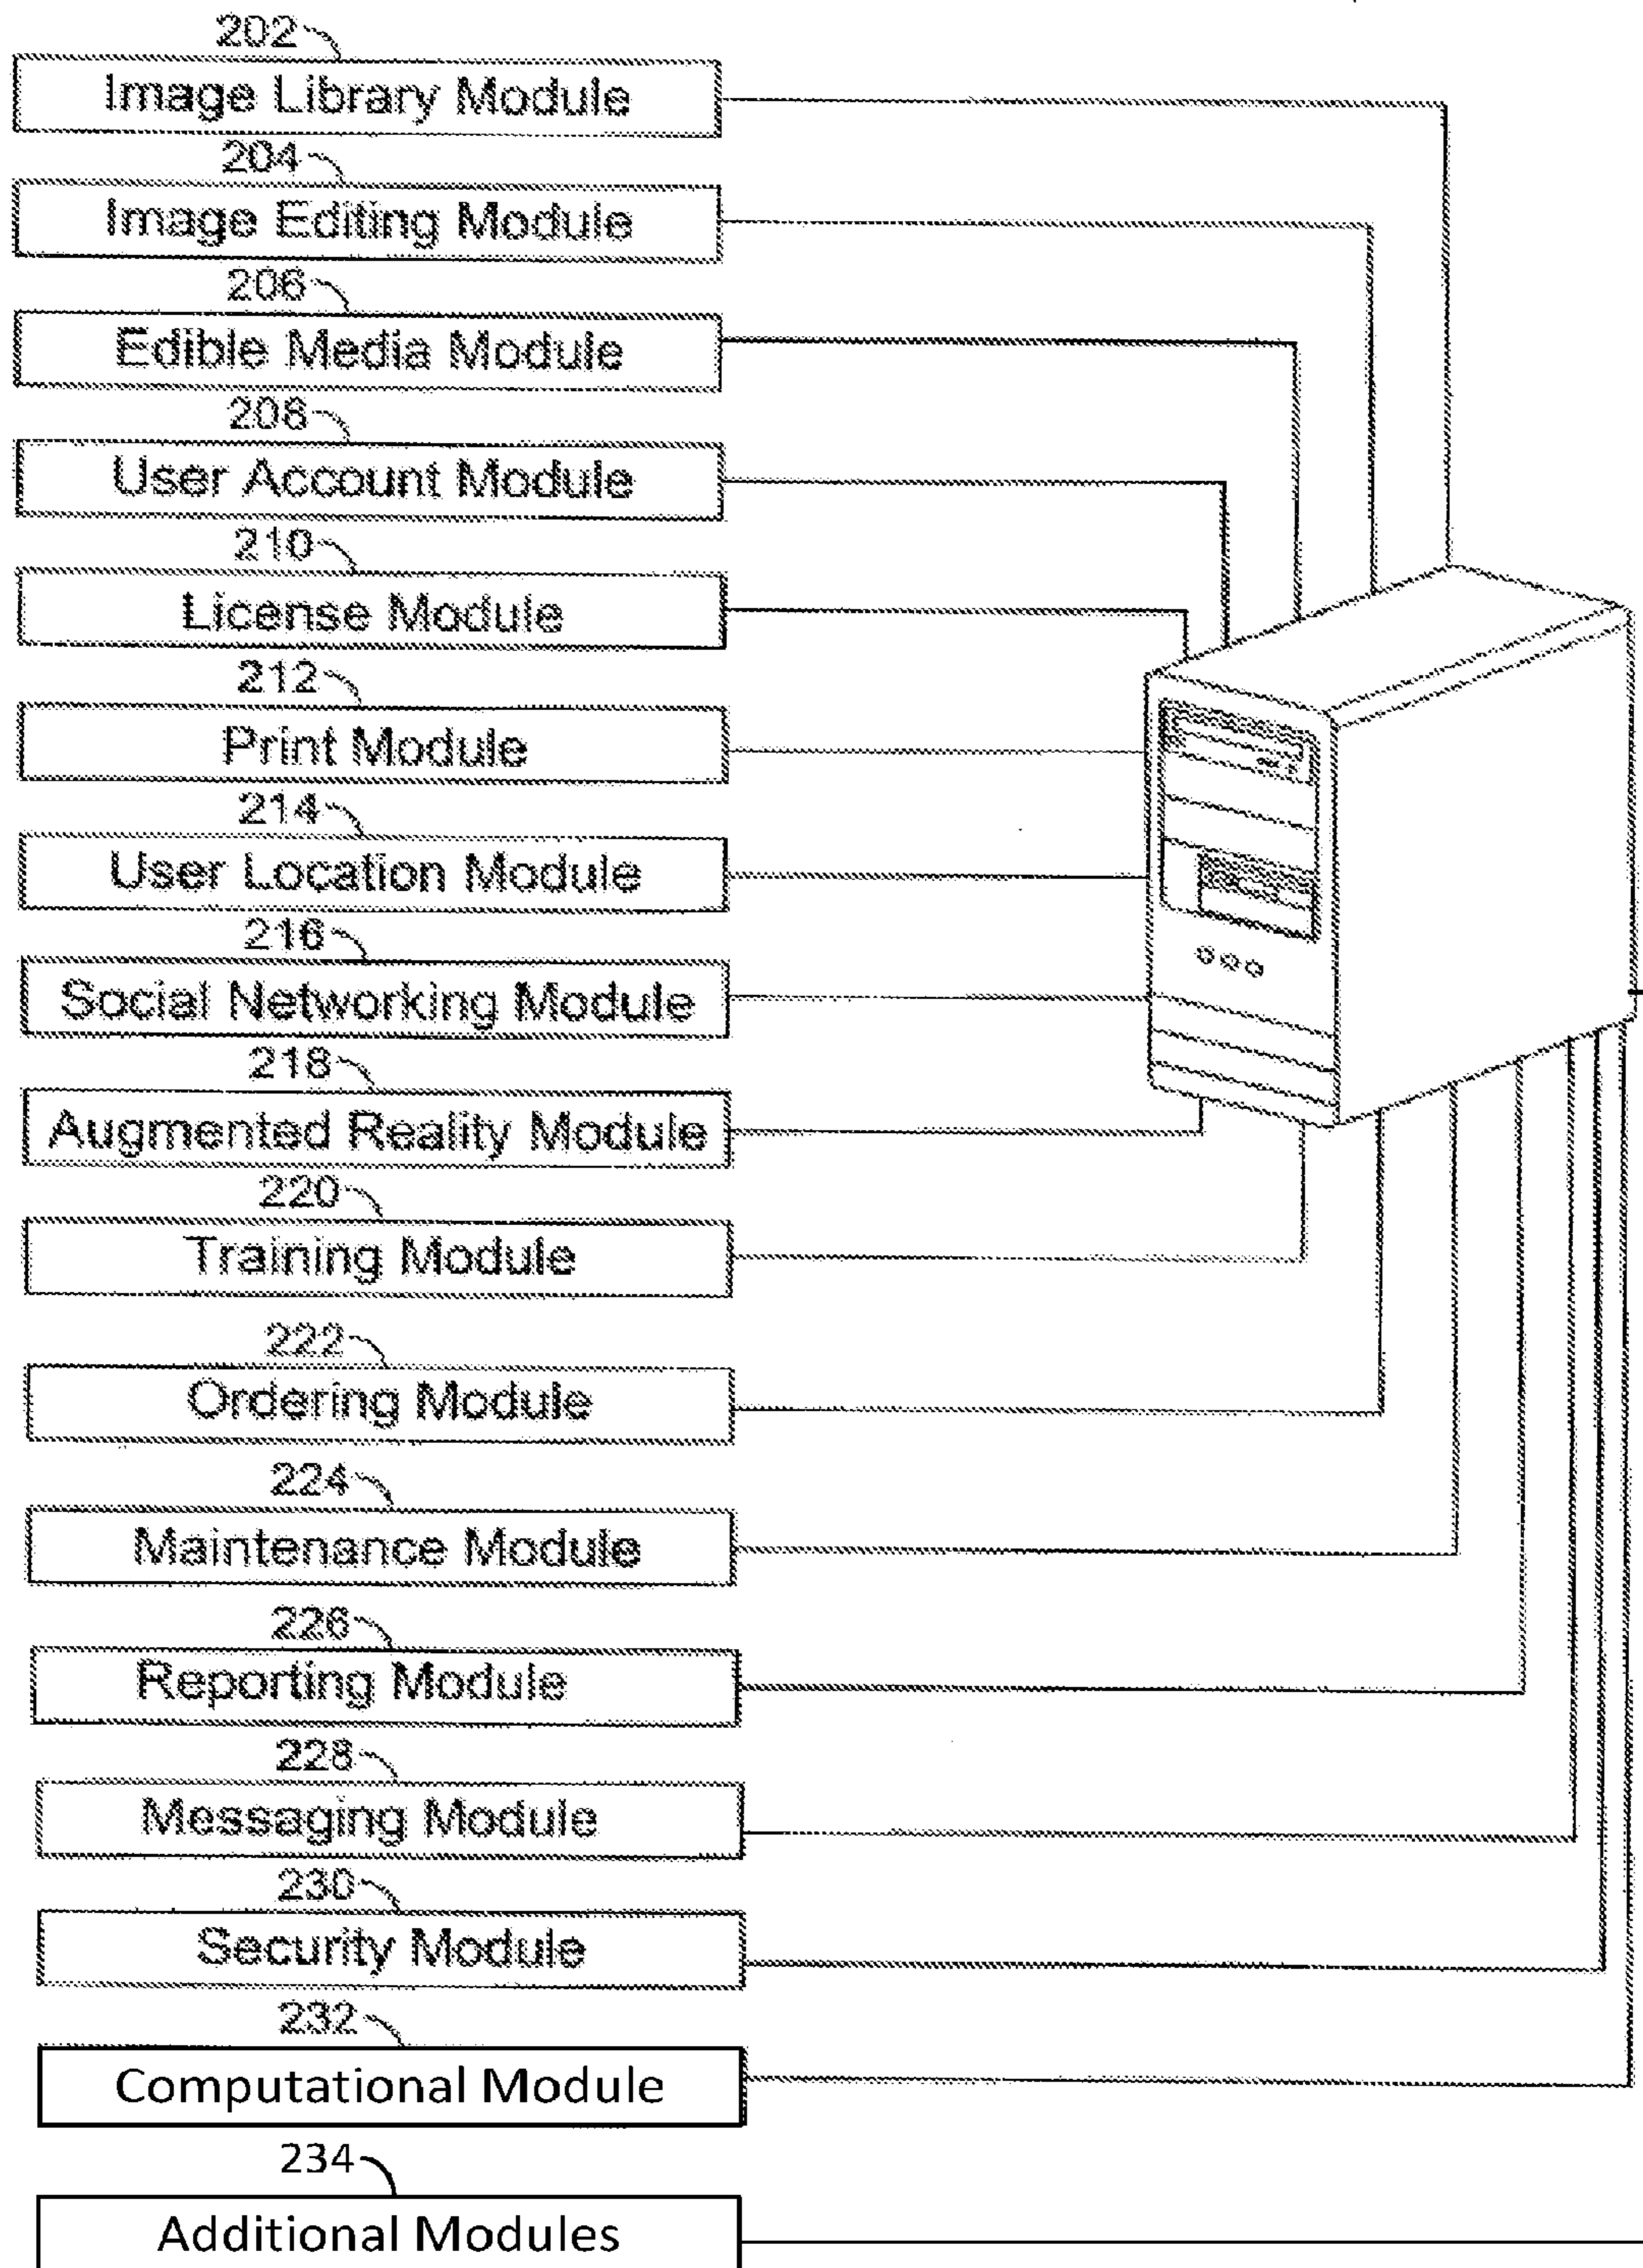 202
Image Library Module
204
Image Editing Module
206
Edible Media Module
208
User Account Module
210
License Module
212
Print Module
214
User Location Module
216
Social Networking Module
218
Augmented Reality Module
220
Training Module
222
Ordering Module
224
Maintenance Module
226
Reporting Module
228
Messaging Module
230
Security Module
232
Computational Module
234
Additional Modules